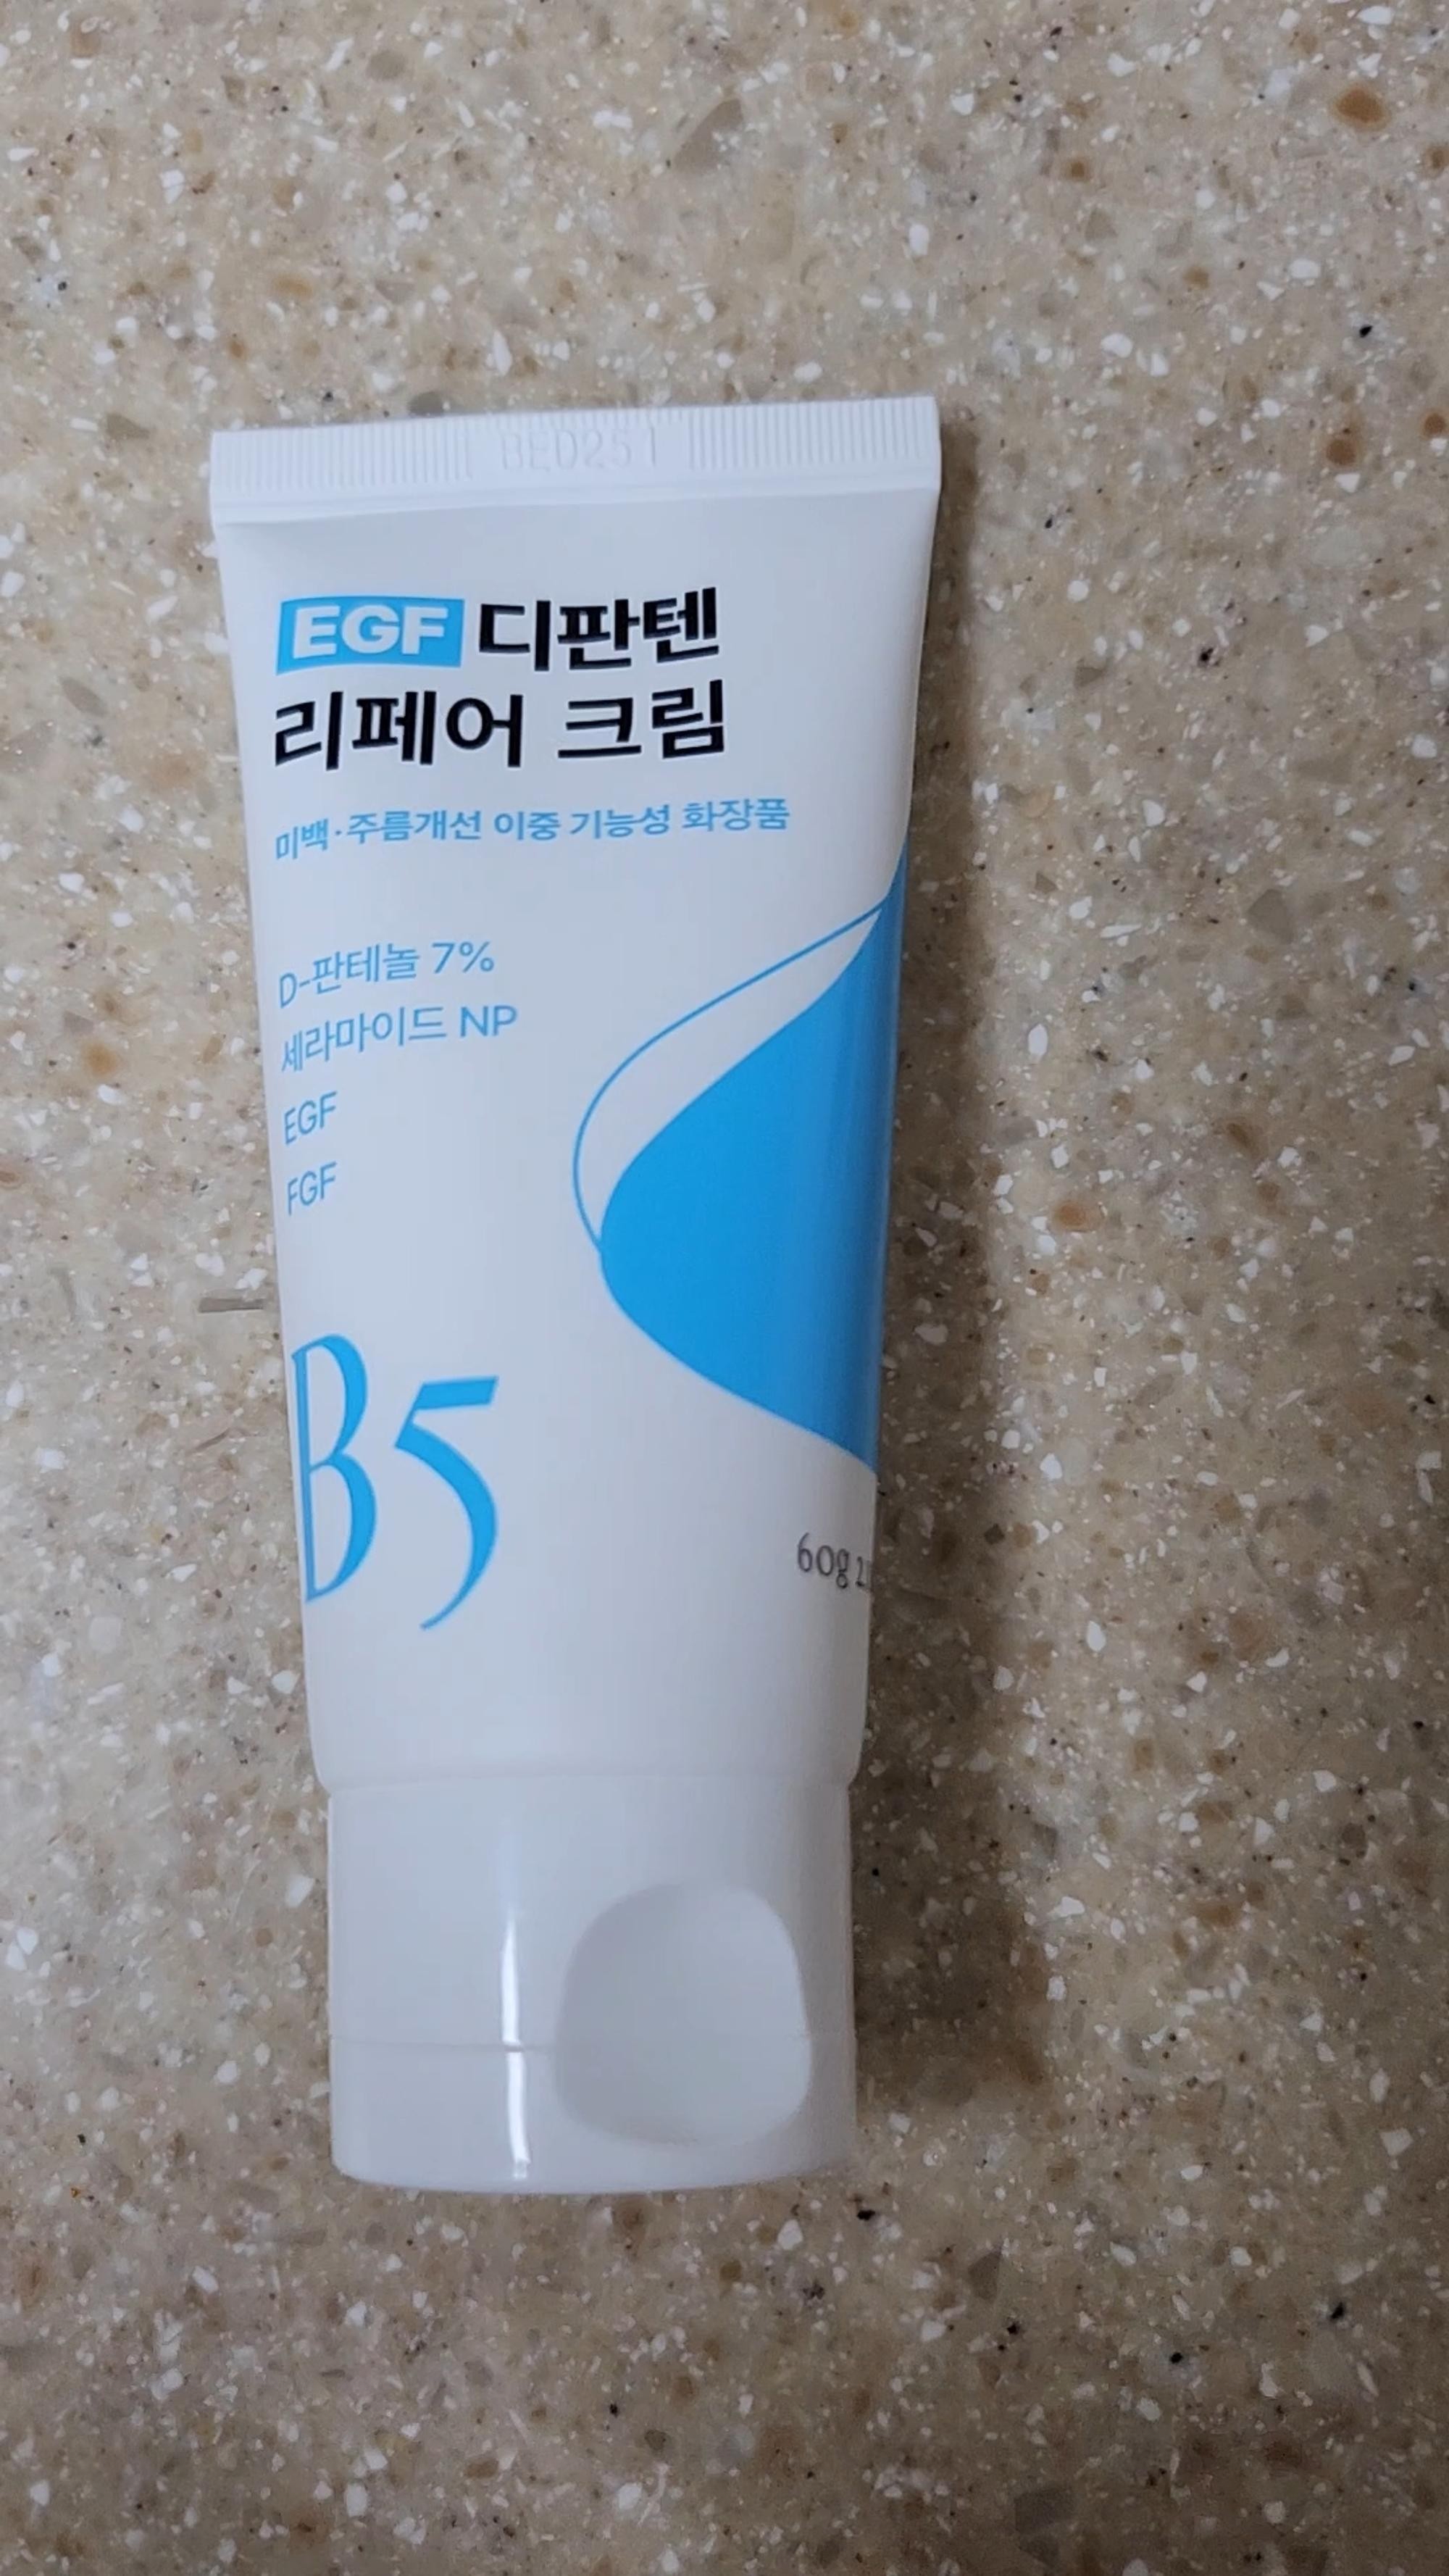 BED251
EGF 디판텐
리페어 크림
미백·주름개선 이중 기능성 화장품
D-판테놀 7%
세라마이드 NP
EGF
FGF
B5
60g